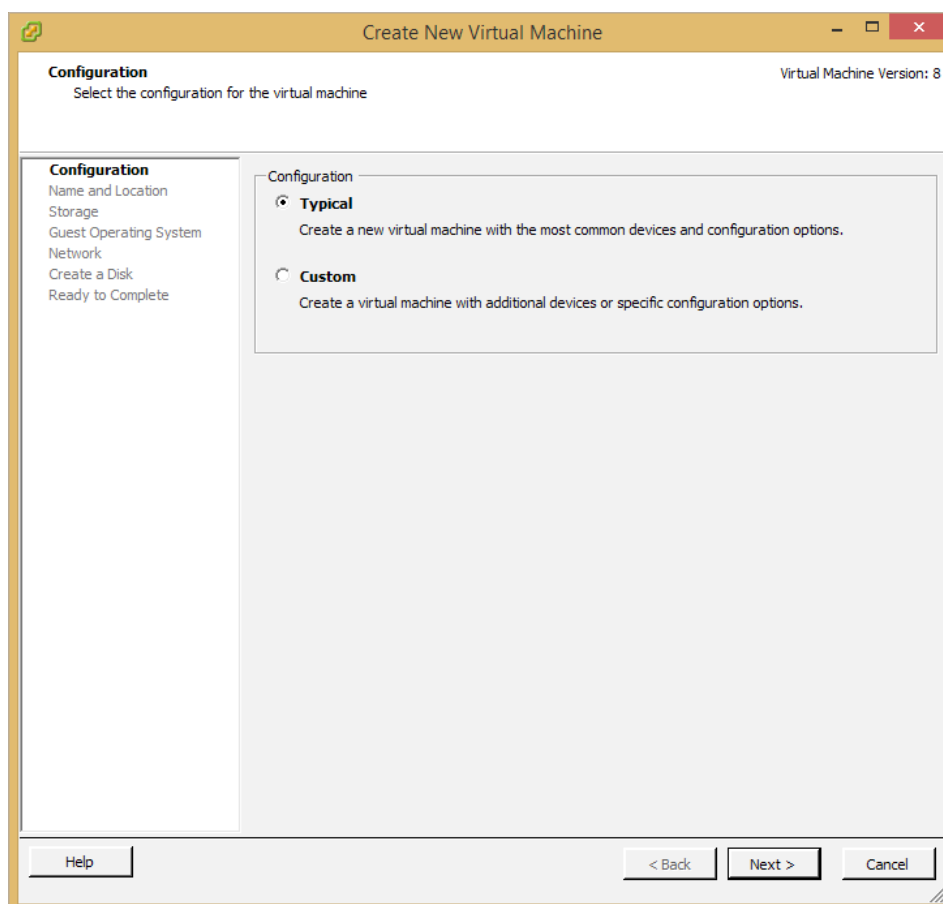 Create New Virtual Machine
Configuration
Virtual Machine Version: 8
Select the configuration for the virtual machine
Configuration
Name and Location
Storage
Guest Operating System
Network
Create a Disk
Ready to Complete
Configuration
Typical
Create a new virtual machine with the most common devices and configuration options.
Custom
Create a virtual machine with additional devices or specific configuration options.
Help
< Back
Next >
Cancel